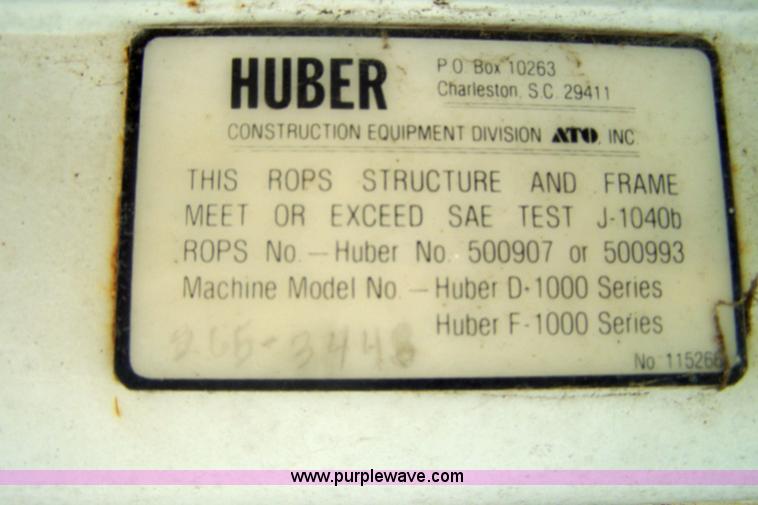 HUBER
P.O. Box 10263
Charleston, S.C. 29411
CONSTRUCTION EQUIPMENT DIVISION ATO, INC.
THIS ROPS STRUCTURE AND FRAME
MEET OR EXCEED SAE TEST J-1040b
ROPS No. — Huber No. 500907 or 500993
Machine Model No. — Huber D-1000 Series
Huber F-1000 Series
No. 115266
www.purplewave.com